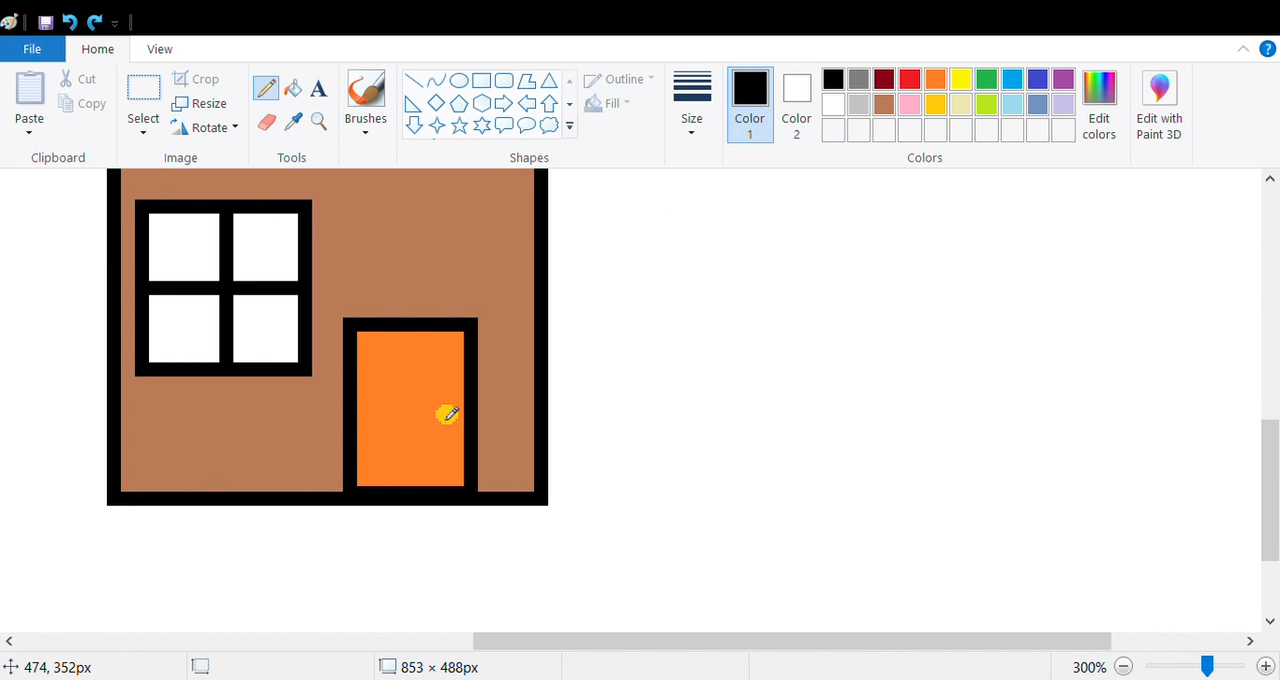 File Home View
Paste
Cut
Copy
Clipboard
Select
Crop
Resize
Rotate
Image
Tools
Brushes
Shapes
Outline
Fill
Size
Color 1
Color 2
Colors
Edit colors
Edit with Paint 3D
474, 352px
853 × 488px
300%